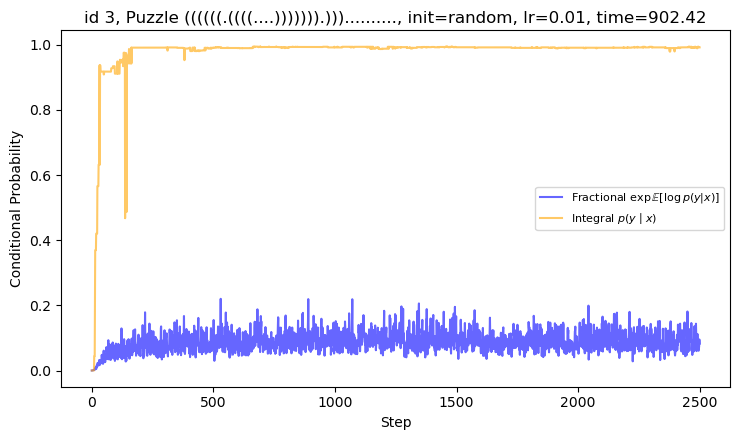 id 3, Puzzle ((((((.((((....))))))).))).........., init=random, lr=0.01, time=902.42
Conditional Probability
1.0
0.8
0.6
0.4
0.2
0.0
Fractional exp𝔼[log p(y|x)]
Integral p(y | x)
0
500
1000
1500
2000
2500
Step